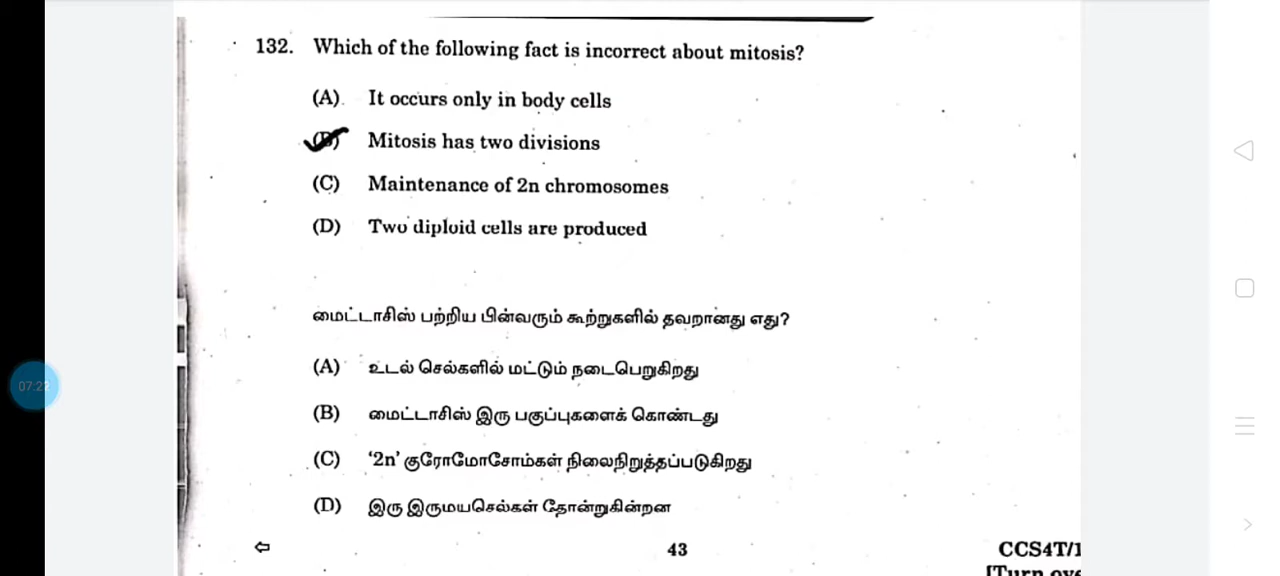 132. Which of the following fact is incorrect about mitosis?
(A) It occurs only in body cells
(B) Mitosis has two divisions
(C) Maintenance of 2n chromosomes
(D) Two diploid cells are produced
மைட்டாசிஸ் பற்றிய பின்வரும் கூற்றுகளில் தவறானது எது?
(A) உடல் செல்களில் மட்டும் நடைபெறுகிறது
(B) மைட்டாசிஸ் இரு பகுப்புகளைக் கொண்டது
(C) ‘2n’ குரோமோசோம்கள் நிலைநிறுத்தப்படுகிறது
(D) இரு இருமயசெல்கள் தோன்றுகின்றன
43 CCS4T/1
[Turn ove
07:22